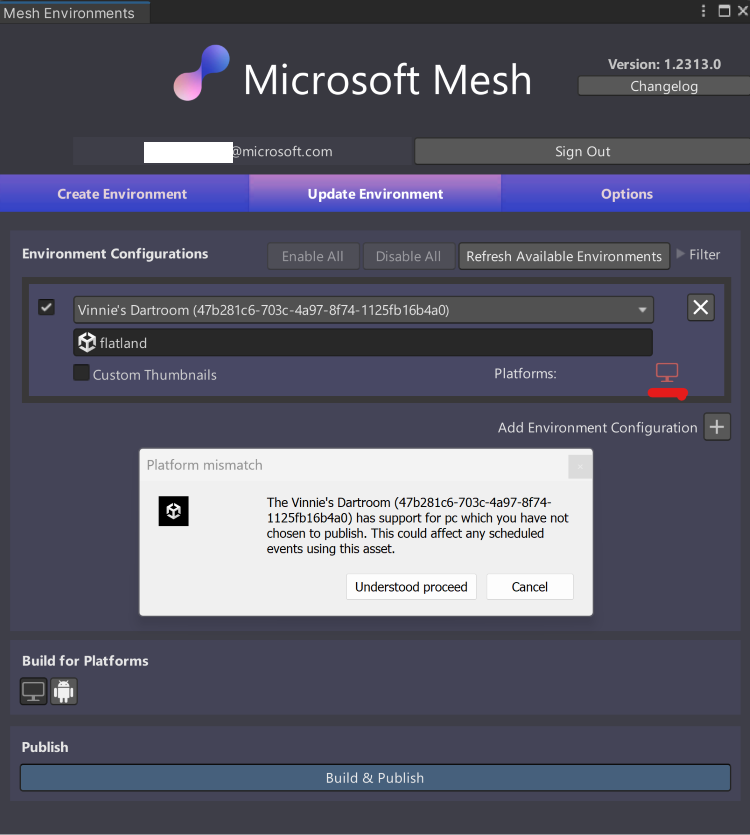 Mesh Environments
Microsoft Mesh
Version: 1.2313.0
Changelog
@microsoft.com
Sign Out
Create Environment
Update Environment
Options
Environment Configurations
Enable All
Disable All
Refresh Available Environments
Filter
Vinnie's Dartroom (47b281c6-703c-4a97-8f74-1125fb16b4a0)
flatland
Custom Thumbnails
Platforms:
Add Environment Configuration
Platform mismatch
The Vinnie's Dartroom (47b281c6-703c-4a97-8f74-
1125fb16b4a0) has support for pc which you have not
chosen to publish. This could affect any scheduled
events using this asset.
Understood proceed
Cancel
Build for Platforms
Publish
Build & Publish